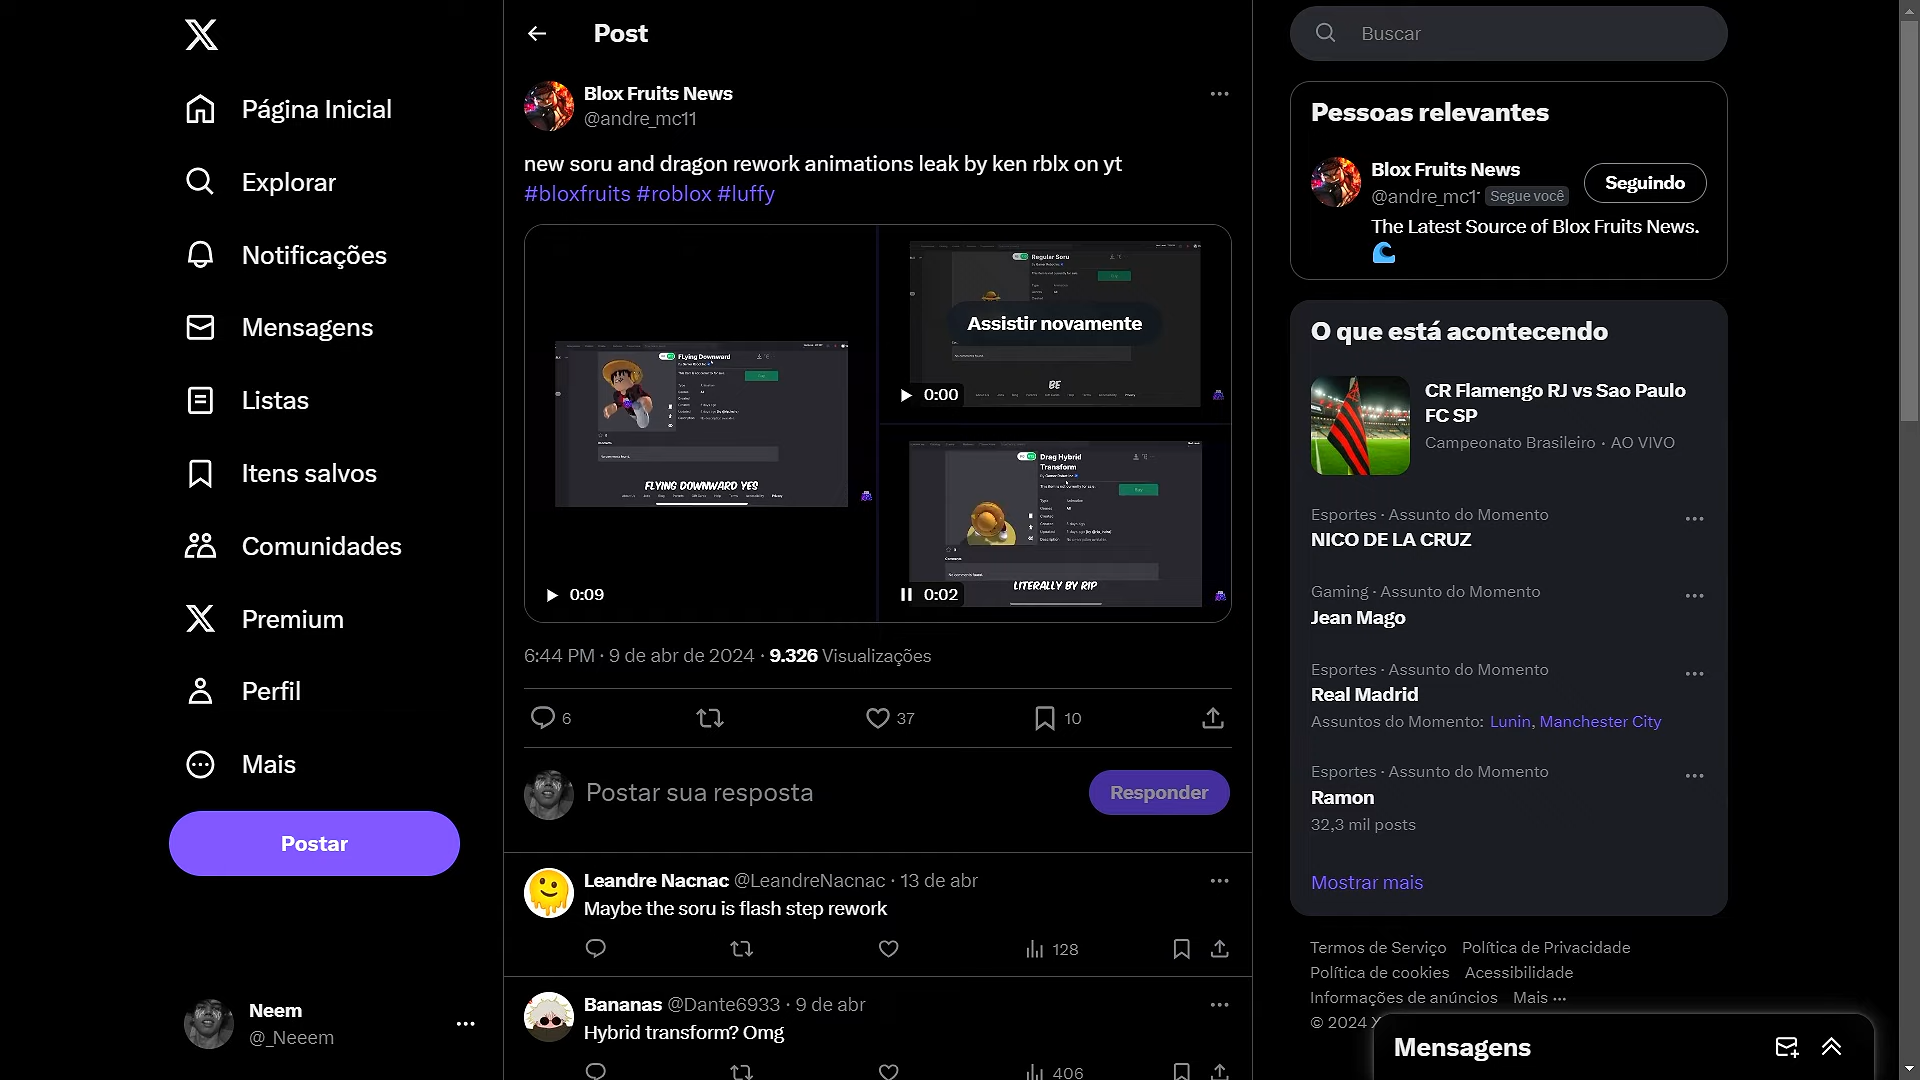 Página Inicial
Explorar
Notificações
Mensagens
Listas
Itens salvos
Comunidades
Premium
Perfil
Mais
Postar
Neem
@_Neeem
Post
Blox Fruits News
@andre_mc11
new soru and dragon rework animations leak by ken rblx on yt
#bloxfruits #roblox #luffy
Flying Downward
FLYING DOWNWARD YES
0:09
Regular Soru
Assistir novamente
BE
0:00
Drag Hybrid
Transform
Buy
LITERALLY BY RIP
0:02
6:44 PM · 9 de abr de 2024 · 9.326 Visualizações
6
37
10
Postar sua resposta
Responder
Leandre Nacnac @LeandreNacnac · 13 de abr
Maybe the soru is flash step rework
128
Bananas @Dante6933 · 9 de abr
Hybrid transform? Omg
406
Buscar
Pessoas relevantes
Blox Fruits News
@andre_mc1 Segue você
Seguindo
The Latest Source of Blox Fruits News.
O que está acontecendo
CR Flamengo RJ vs Sao Paulo
FC SP
Campeonato Brasileiro · AO VIVO
Esportes · Assunto do Momento
NICO DE LA CRUZ
Gaming · Assunto do Momento
Jean Mago
Esportes · Assunto do Momento
Real Madrid
Assuntos do Momento: Lunin, Manchester City
Esportes · Assunto do Momento
Ramon
32,3 mil posts
Mostrar mais
Termos de Serviço Política de Privacidade
Política de cookies Acessibilidade
Informações de anúncios Mais ···
© 2024 X
Mensagens